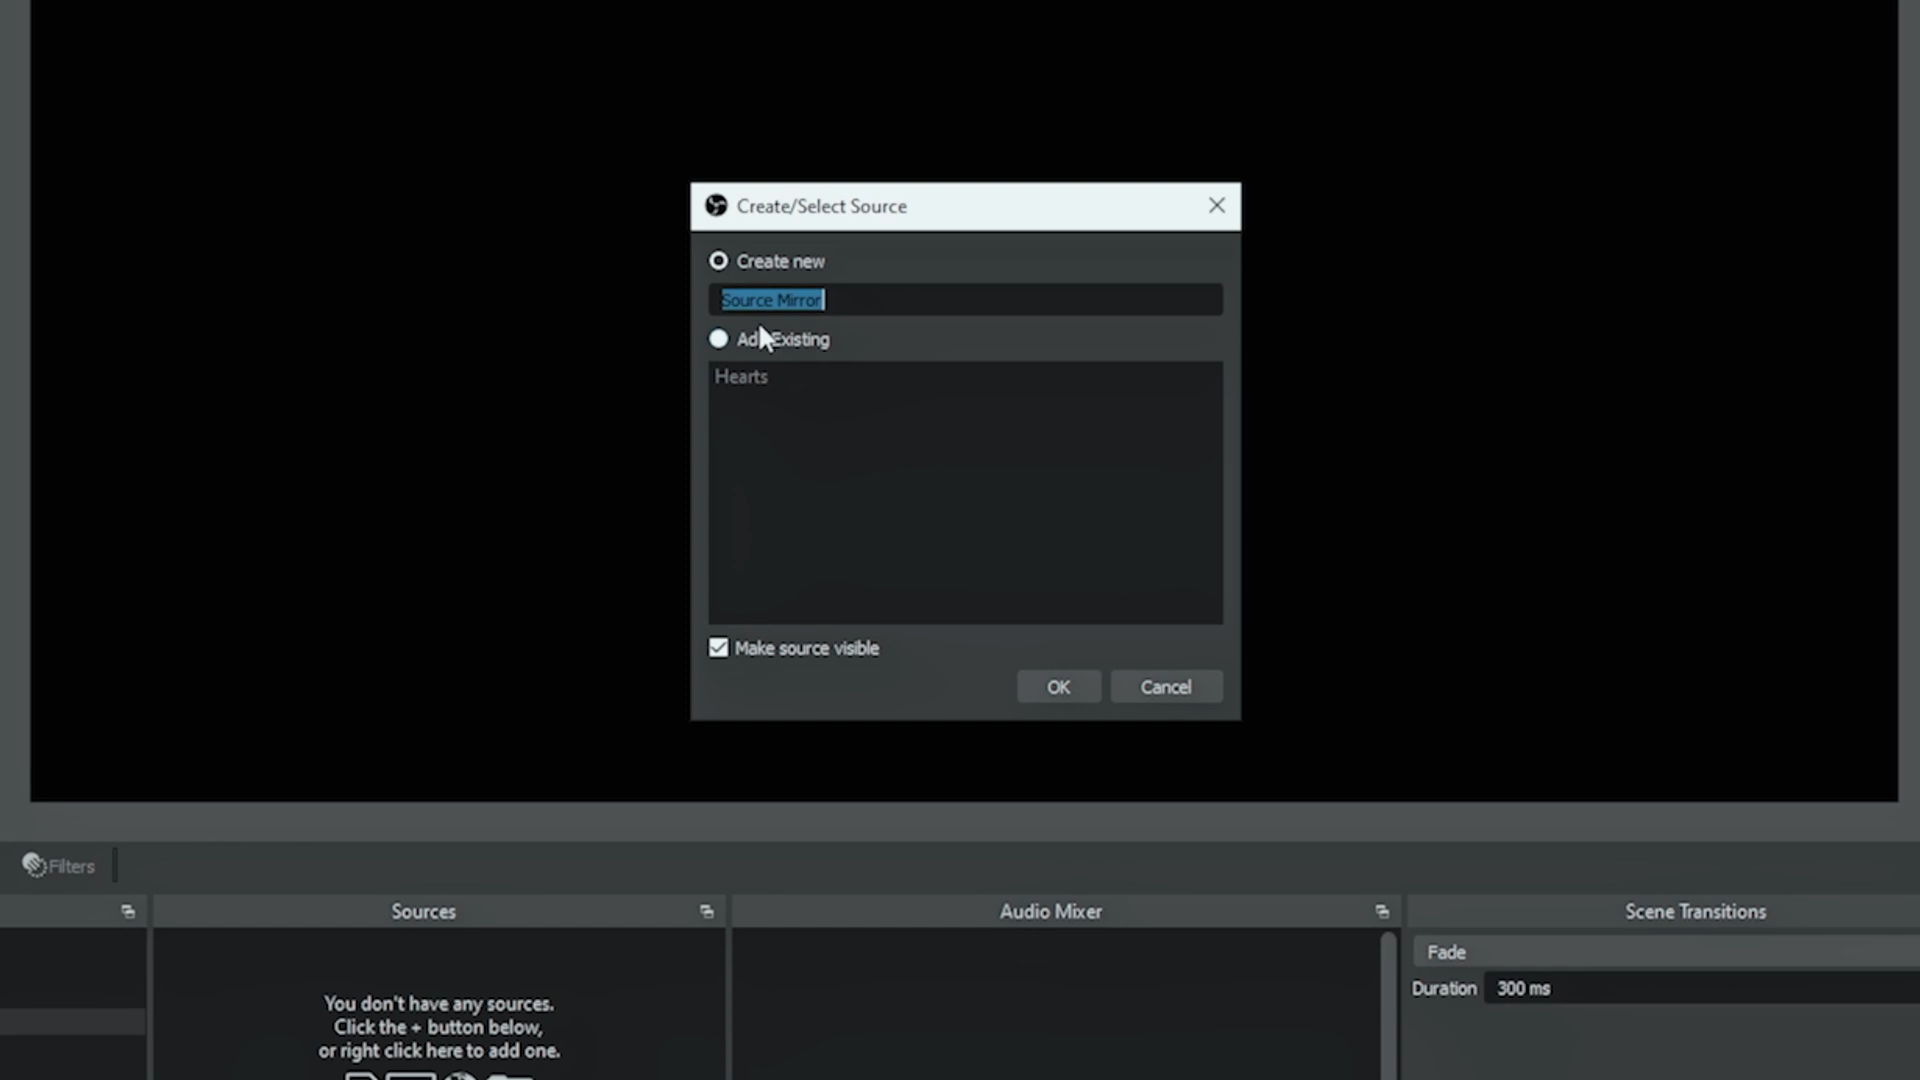 Create/Select Source
Create new
Source Mirror
Add Existing
Hearts
Make source visible
OK
Cancel
Filters
Sources
Audio Mixer
Scene Transitions
You don't have any sources.
Click the + button below,
or right click here to add one.
Fade
Duration
300 ms